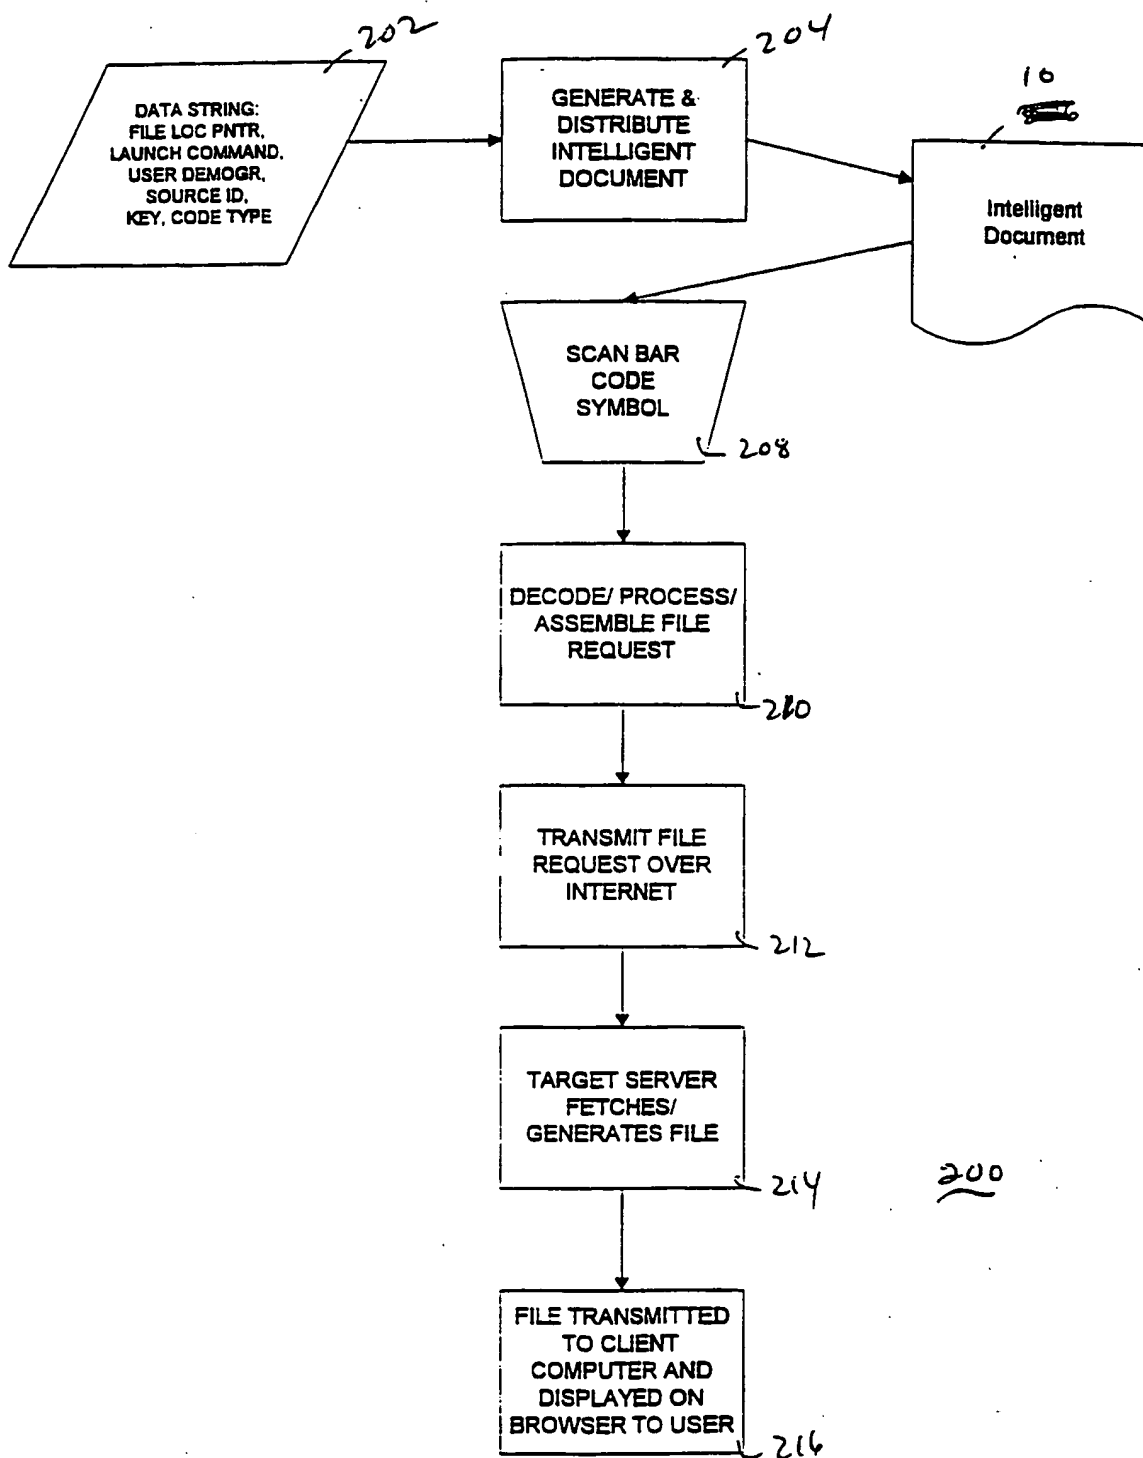 202
DATA STRING:
FILE LOC PNTR,
LAUNCH COMMAND,
USER DEMOGR,
SOURCE ID,
KEY, CODE TYPE
204
GENERATE &
DISTRIBUTE
INTELLIGENT
DOCUMENT
10
Intelligent
Document
SCAN BAR
CODE
SYMBOL
208
DECODE/ PROCESS/
ASSEMBLE FILE
REQUEST
210
TRANSMIT FILE
REQUEST OVER
INTERNET
212
TARGET SERVER
FETCHES/
GENERATES FILE
214
200
FILE TRANSMITTED
TO CLIENT
COMPUTER AND
DISPLAYED ON
BROWSER TO USER
216